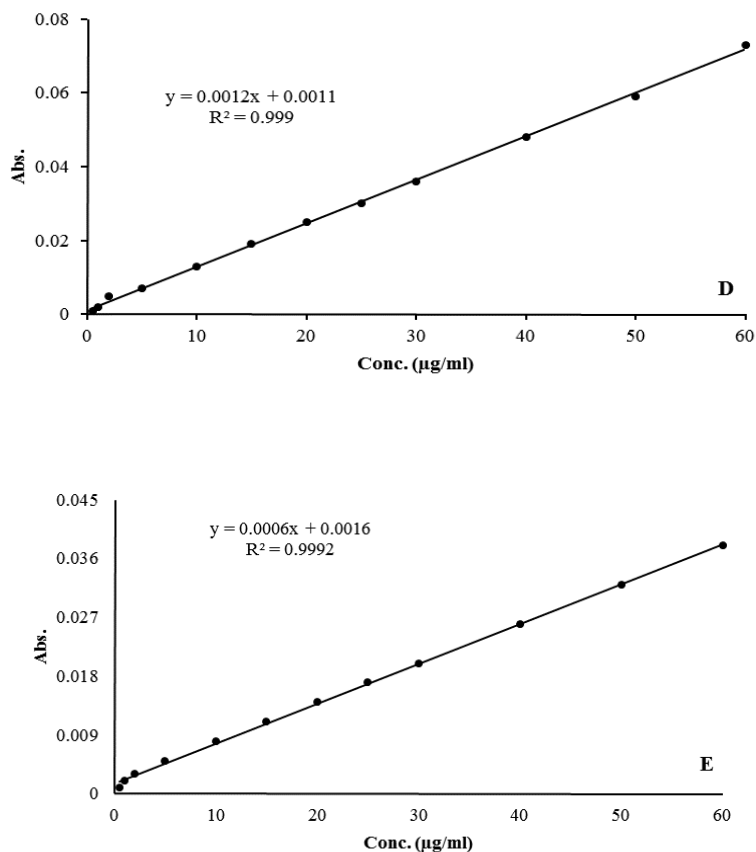 0.08
y = 0.0012x + 0.0011
R² = 0.999
0.06
Abs.
0.04
0.02
D
0
0 10 20 30 40 50 60
Conc. (µg/ml)
0.045
y = 0.0006x + 0.0016
R² = 0.9992
0.036
0.027
Abs.
0.018
0.009
E
0
0 10 20 30 40 50 60
Conc. (µg/ml)